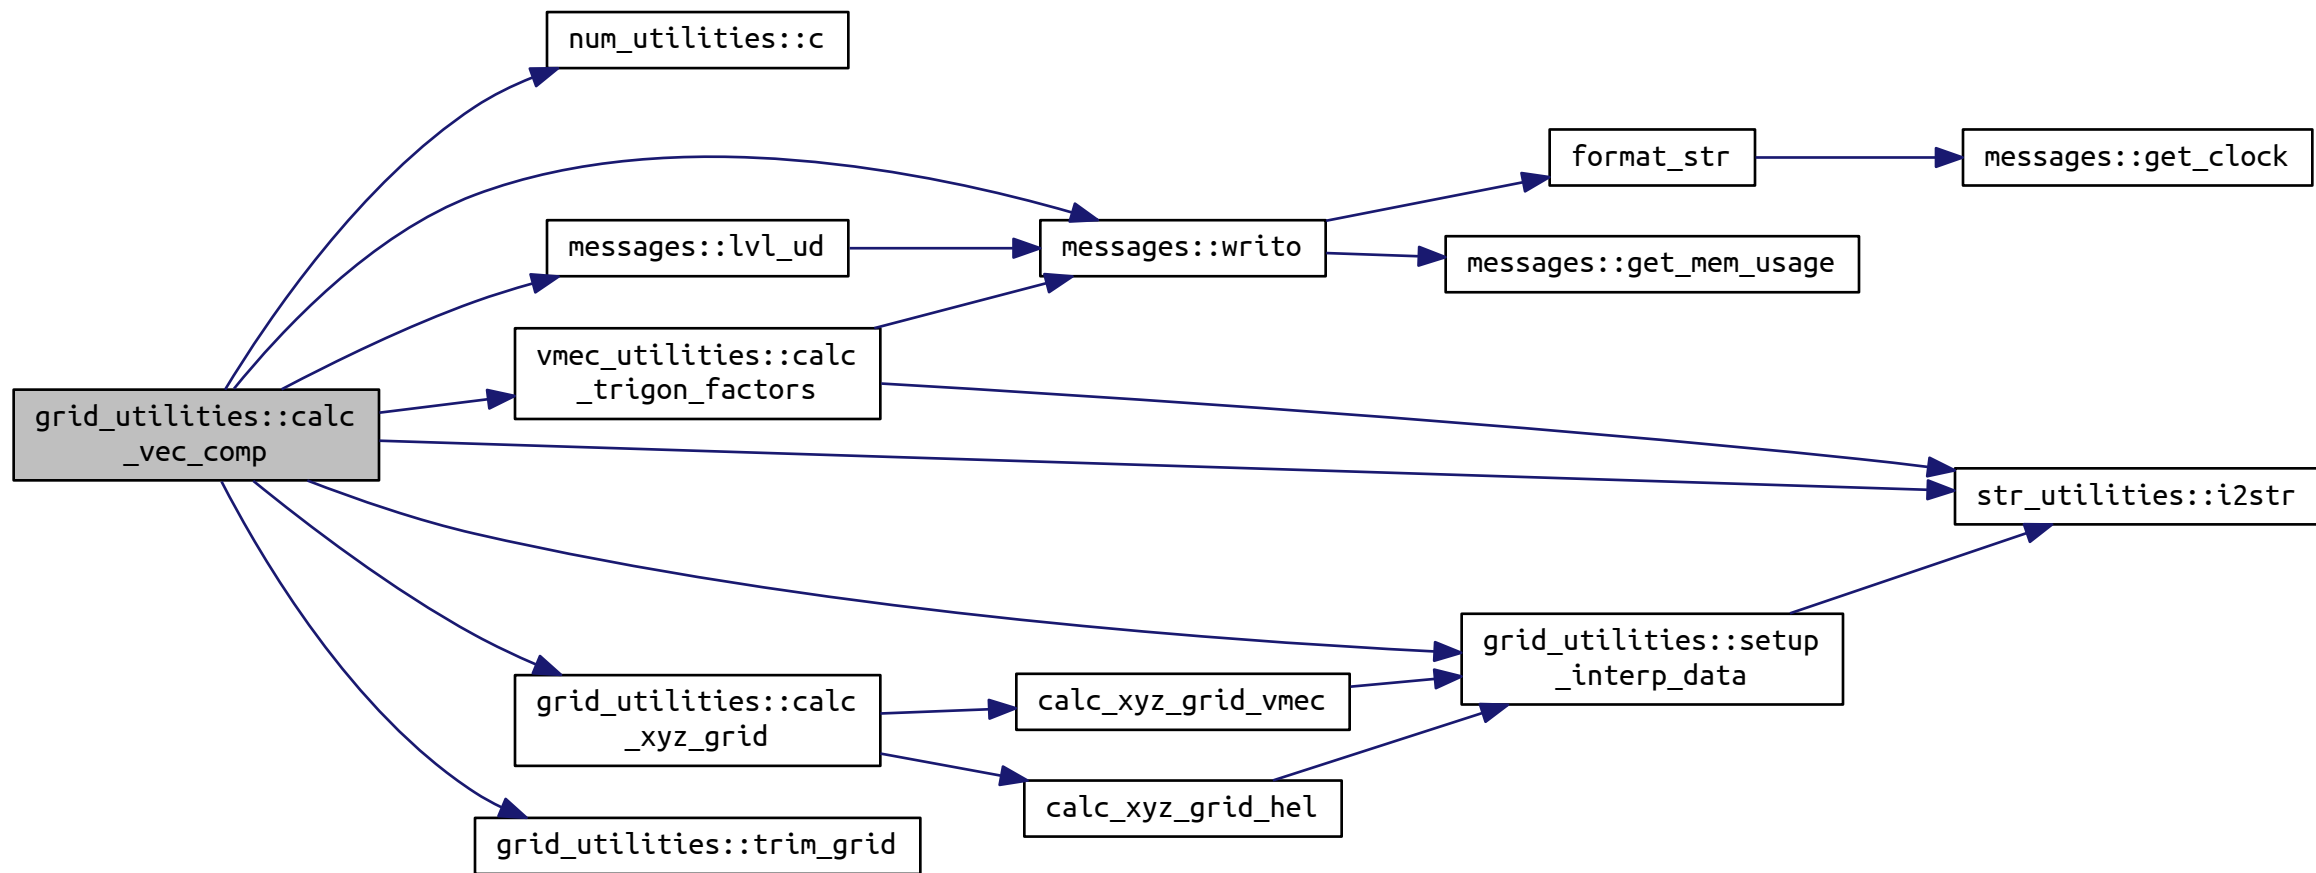 num_utilities::c
format_str
messages::get_clock
messages::lvl_ud
messages::writo
messages::get_mem_usage
vmec_utilities::calc
_trigon_factors
grid_utilities::calc
_vec_comp
str_utilities::i2str
grid_utilities::setup
_interp_data
grid_utilities::calc
_xyz_grid
calc_xyz_grid_vmec
calc_xyz_grid_hel
grid_utilities::trim_grid